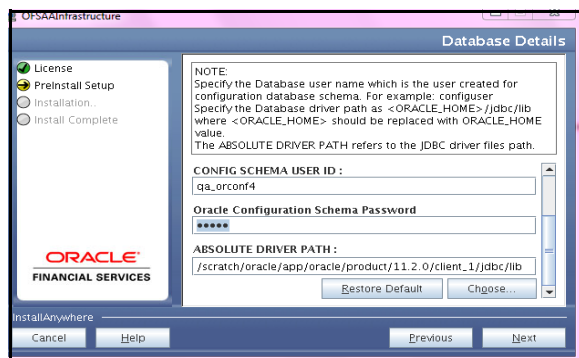 OFSAAInfrastructure
Database Details
License
PreInstall Setup
Installation..
Install Complete
ORACLE
FINANCIAL SERVICES
NOTE:
Specify the Database user name which is the user created for
configuration database schema. For example: configuser
Specify the Database driver path as <ORACLE_HOME>/jdbc/lib
where <ORACLE_HOME> should be replaced with ORACLE_HOME
value.
The ABSOLUTE DRIVER PATH refers to the JDBC driver files path.
CONFIG SCHEMA USER ID :
qa_orconf4
Oracle Configuration Schema Password
•••••
ABSOLUTE DRIVER PATH :
/scratch/oracle/app/oracle/product/11.2.0/client_1/jdbc/lib
Restore Default
Choose...
InstallAnywhere
Cancel
Help
Previous
Next